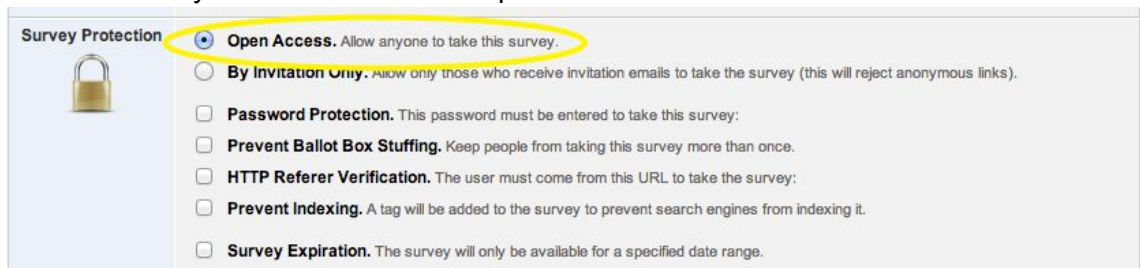 Survey Protection
Open Access. Allow anyone to take this survey.
By Invitation Only. Allow only those who receive invitation emails to take the survey (this will reject anonymous links).
Password Protection. This password must be entered to take this survey:
Prevent Ballot Box Stuffing. Keep people from taking this survey more than once.
HTTP Referer Verification. The user must come from this URL to take the survey:
Prevent Indexing. A tag will be added to the survey to prevent search engines from indexing it.
Survey Expiration. The survey will only be available for a specified date range.